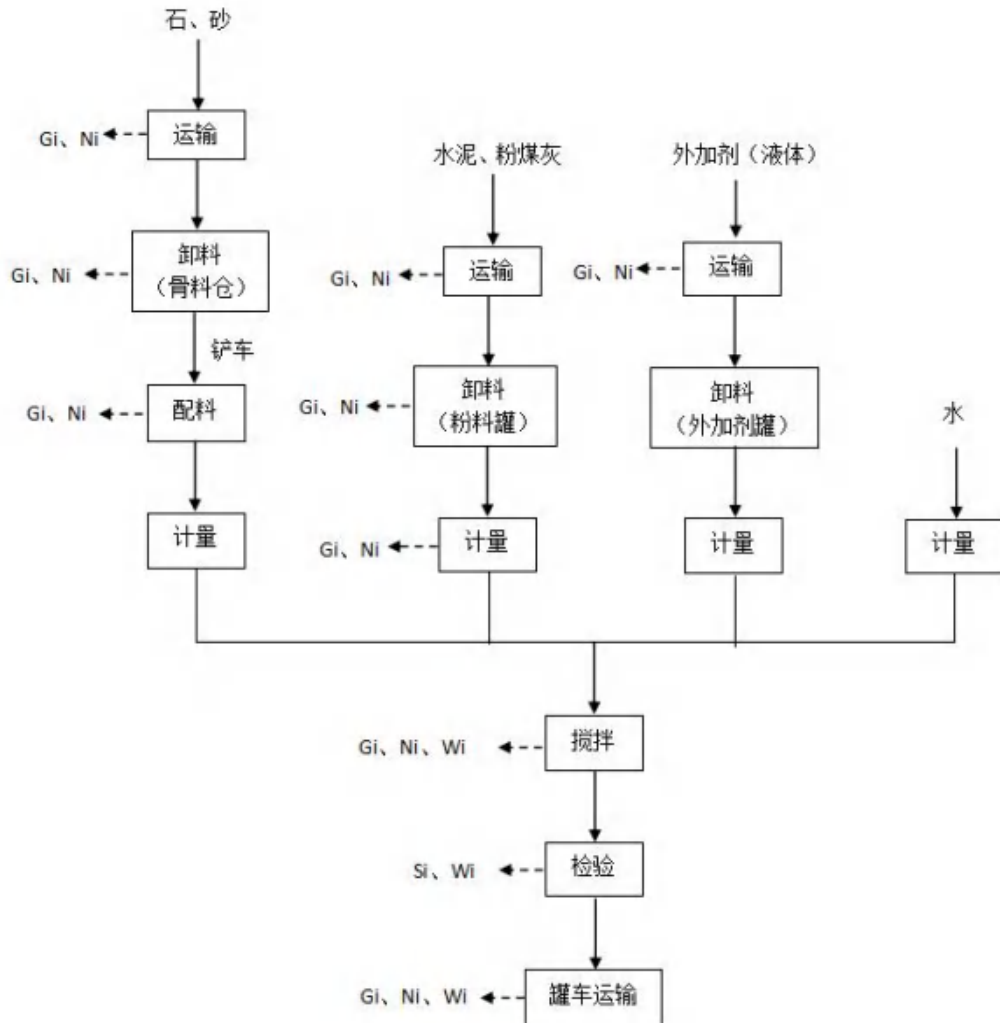 石、砂
Gi、Ni
运输
水泥、粉煤灰
外加剂（液体）
Gi、Ni
卸料
（骨料仓）
Gi、Ni
运输
Gi、Ni
运输
铲车
Gi、Ni
配料
Gi、Ni
卸料
（粉料罐）
卸料
（外加剂罐）
水
计量
Gi、Ni
计量
计量
计量
Gi、Ni、Wi
搅拌
Si、Wi
检验
Gi、Ni、Wi
罐车运输